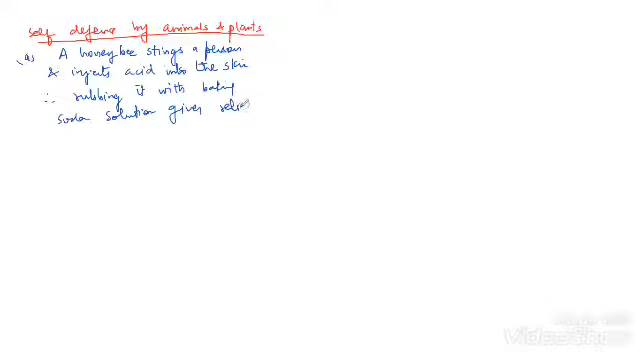 self defence by animals & plants
(a) A honeybee stings a person
& injects acid into the skin
∴ rubbing it with baking
soda solution gives relie